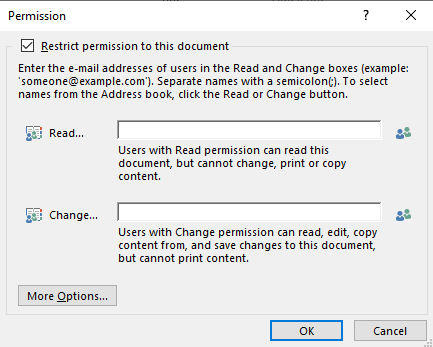 Permission
Restrict permission to this document
Enter the e-mail addresses of users in the Read and Change boxes (example:
'someone@example.com'). Separate names with a semicolon(;). To select
names from the Address book, click the Read or Change button.
Read...
Users with Read permission can read this
document, but cannot change, print or copy
content.
Change...
Users with Change permission can read, edit, copy
content from, and save changes to this document,
but cannot print content.
More Options...
OK Cancel